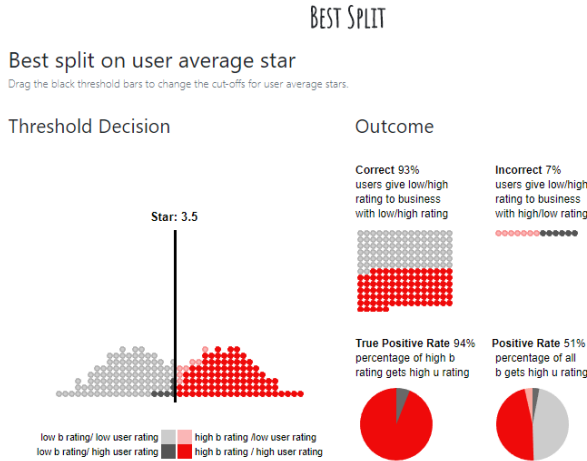 BEST SPLIT
Best split on user average star
Drag the black threshold bars to change the cut-offs for user average stars.
Threshold Decision
Outcome
Correct 93%
users give low/high
rating to business
with low/high rating
Incorrect 7%
users give low/high
rating to business
with high/low rating
Star: 3.5
True Positive Rate 94%
percentage of high b
rating gets high u rating
Positive Rate 51%
percentage of all
b gets high u rating
low b rating/ low user rating
high b rating /low user rating
low b rating/ high user rating
high b rating / high user rating